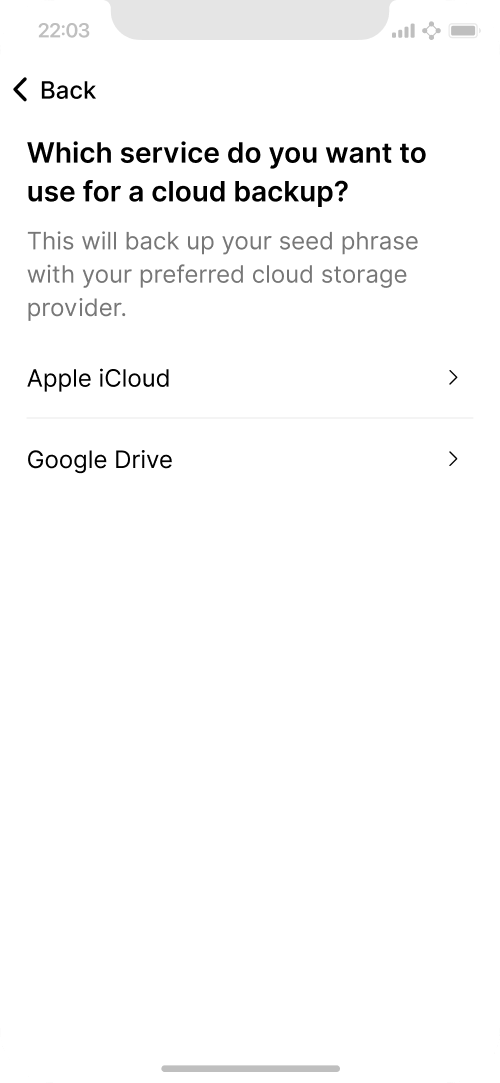 22:03
Back
Which service do you want to
use for a cloud backup?
This will back up your seed phrase
with your preferred cloud storage
provider.
Apple iCloud
Google Drive